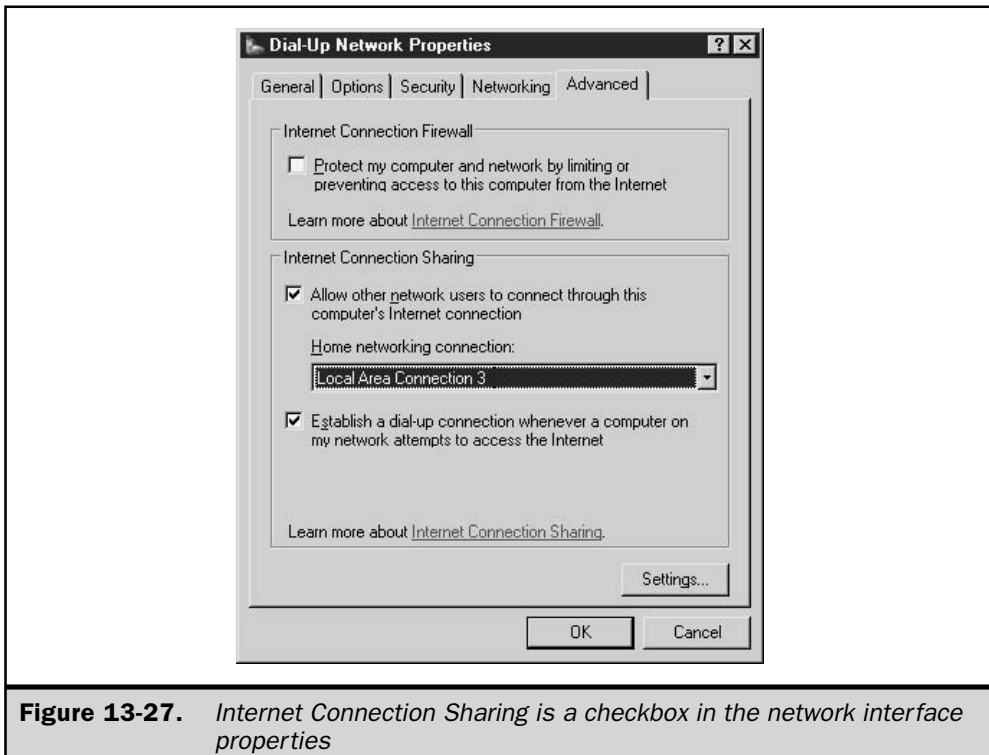 Dial-Up Network Properties
General Options Security Networking Advanced
Internet Connection Firewall
Protect my computer and network by limiting or
preventing access to this computer from the Internet
Learn more about Internet Connection Firewall.
Internet Connection Sharing
Allow other network users to connect through this
computer's Internet connection
Home networking connection:
Local Area Connection 3
Establish a dial-up connection whenever a computer on
my network attempts to access the Internet
Learn more about Internet Connection Sharing.
Settings...
OK Cancel
Figure 13-27. Internet Connection Sharing is a checkbox in the network interface
properties